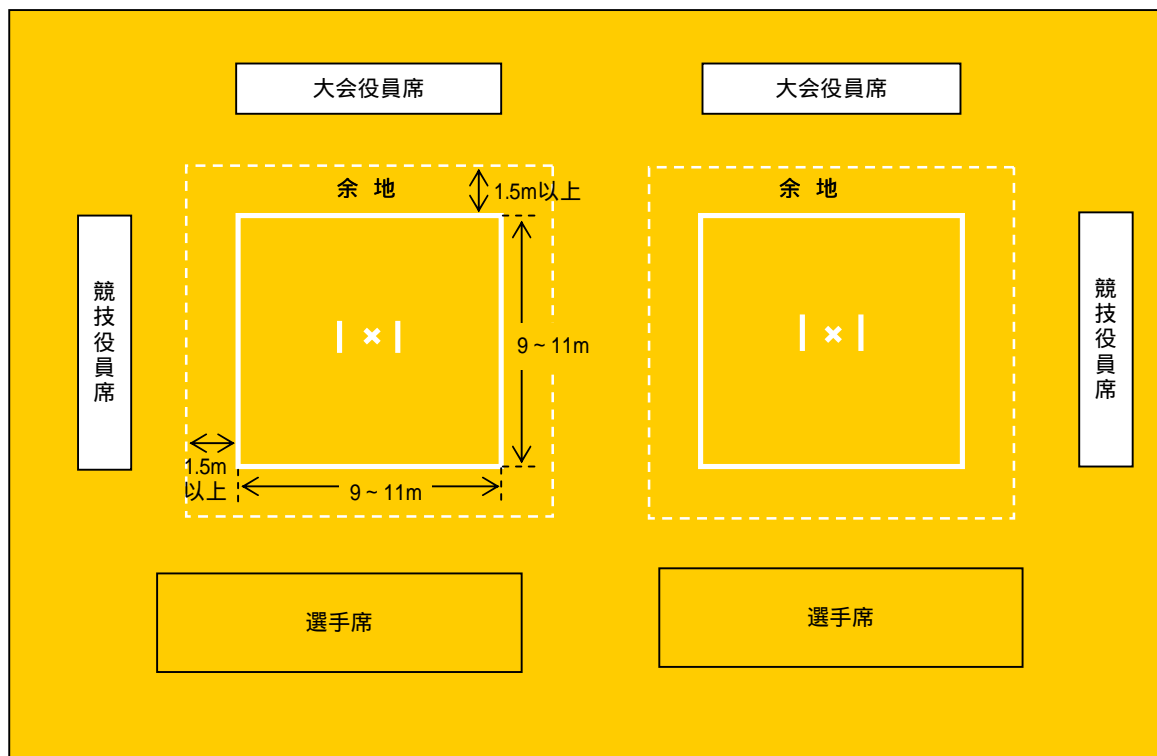 大会役員席
大会役員席
余 地
1.5m以上
余 地
競技役員席
9~11m
競技役員席
1.5m
以上
9~11m
選手席
選手席